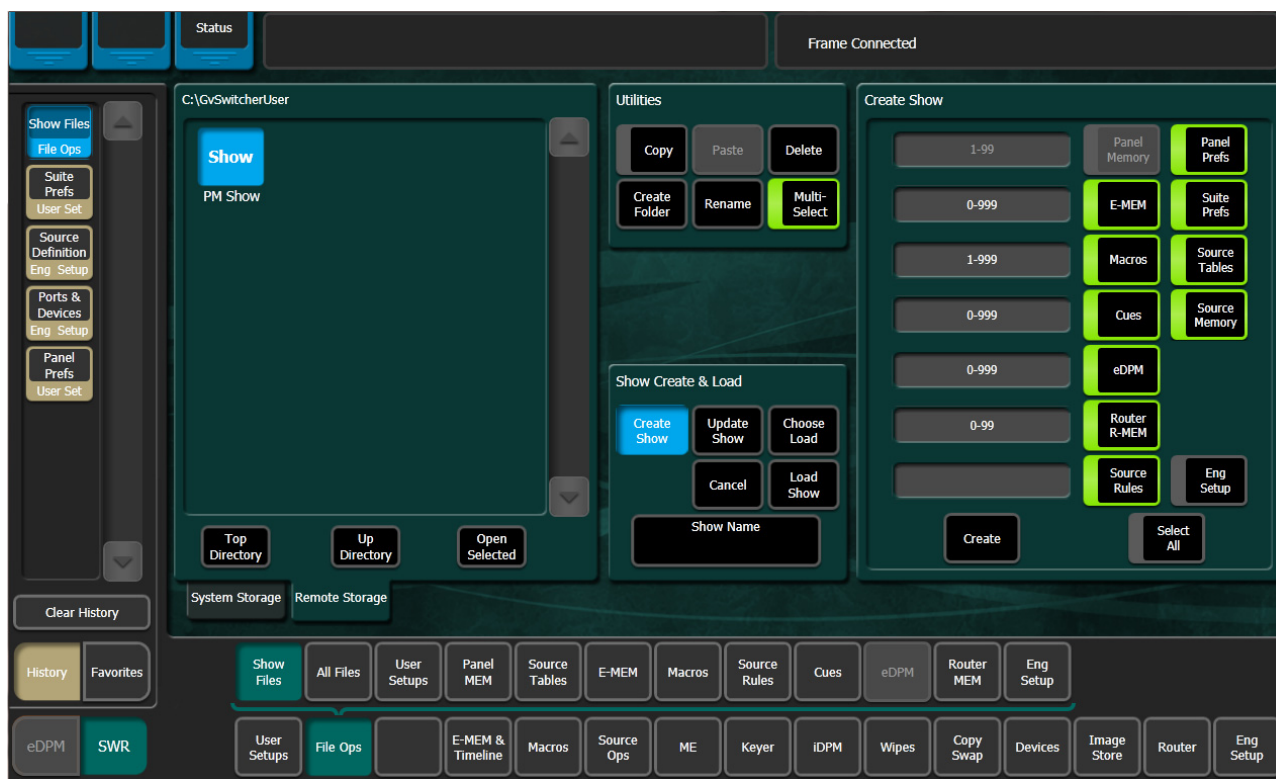 Status
Frame Connected
Show Files
File Ops
Suite
Prefs
User Set
Source
Definition
Eng Setup
Ports &
Devices
Eng Setup
Panel
Prefs
User Set
Clear History
History
Favorites
eDPM
SWR
C:\GvSwitcherUser
Show
PM Show
Top
Directory
Up
Directory
Open
Selected
System Storage
Remote Storage
Utilities
Copy
Paste
Delete
Create
Folder
Rename
Multi-
Select
Show Create & Load
Create
Show
Update
Show
Choose
Load
Cancel
Load
Show
Show Name
Create Show
1-99
Panel
Memory
Panel
Prefs
0-999
E-MEM
Suite
Prefs
1-999
Macros
Source
Tables
0-999
Cues
Source
Memory
0-999
eDPM
0-99
Router
R-MEM
Source
Rules
Eng
Setup
Create
Select
All
Show
Files
All Files
User
Setups
Panel
MEM
Source
Tables
E-MEM
Macros
Source
Rules
Cues
eDPM
Router
MEM
Eng
Setup
User
Setups
File Ops
E-MEM &
Timeline
Macros
Source
Ops
ME
Keyer
iDPM
Wipes
Copy
Swap
Devices
Image
Store
Router
Eng
Setup